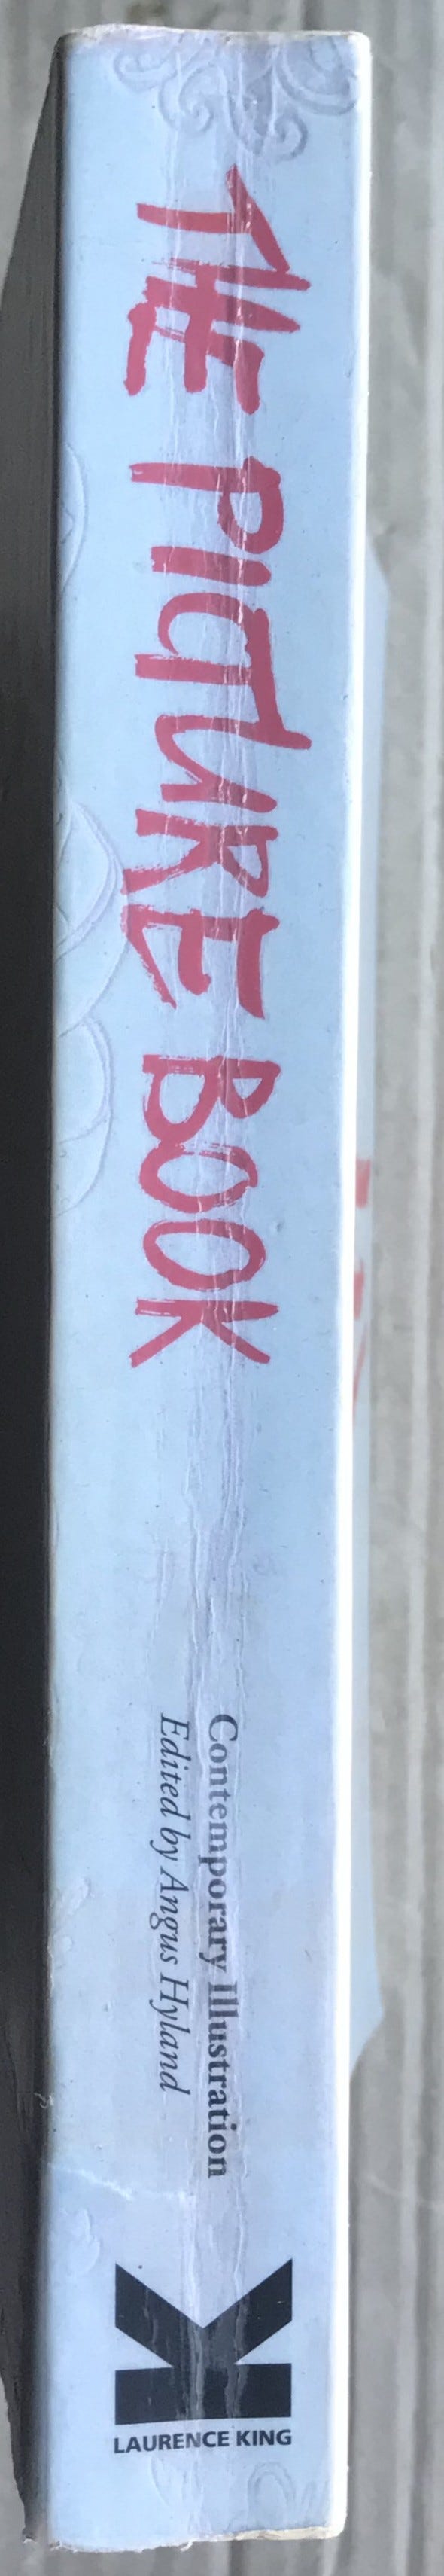 THE PICTURE BOOK
Contemporary Illustration
Edited by Angus Hyland
K
LAURENCE KING